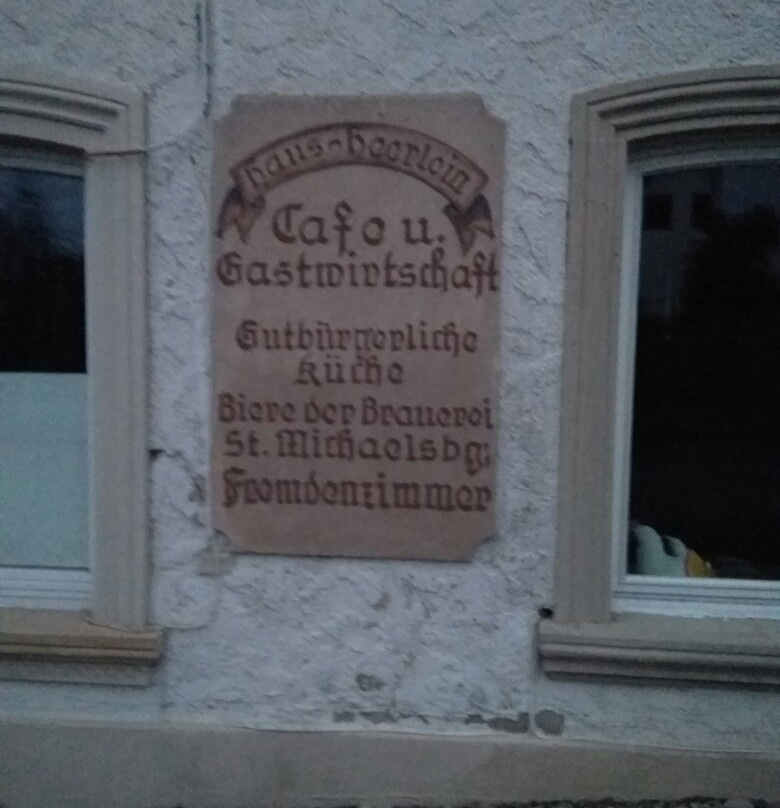 haus-heerlein
Cafe u.
Gastwirtschaft
Gutbürgerliche
Küche
Biere der Brauerei
St. Michaelsbg.
Fremdenzimmer